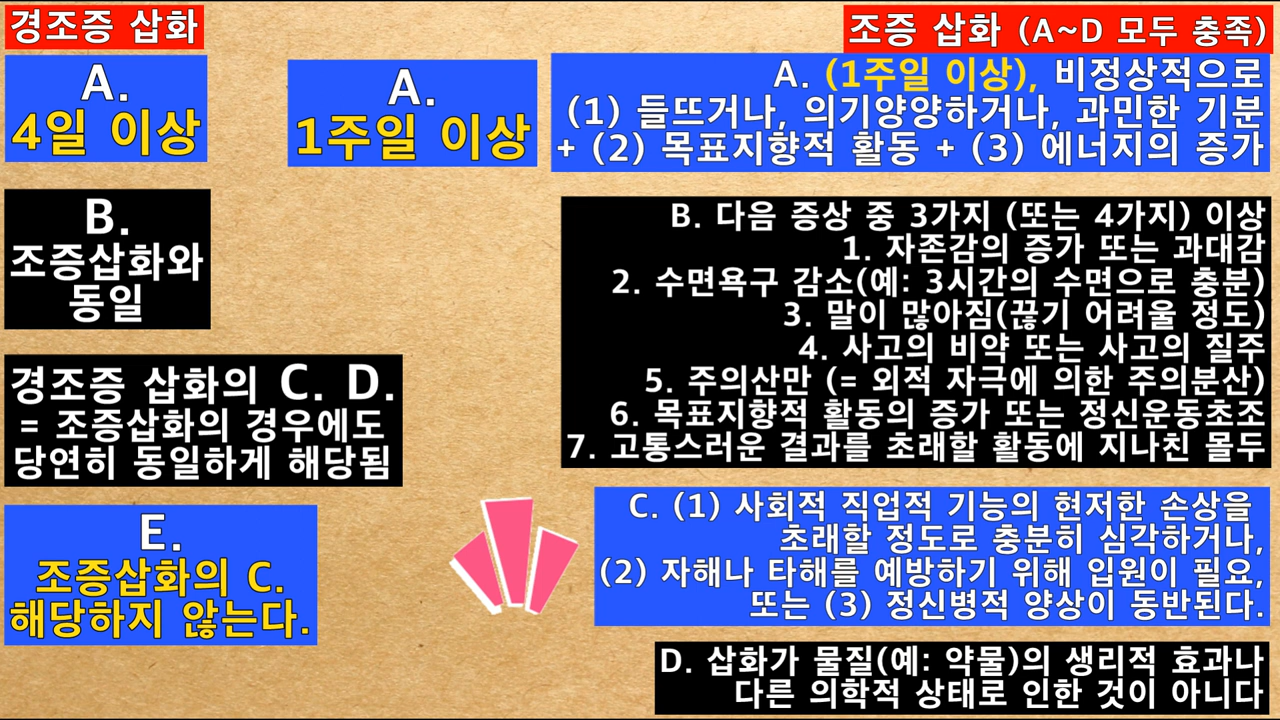 경조증 삽화
A.
4일 이상
B.
조증삽화와
동일
경조증 삽화의 C. D.
= 조증삽화의 경우에도
당연히 동일하게 해당됨
E.
조증삽화의 C.
해당하지 않는다.
A.
1주일 이상
조증 삽화 (A~D 모두 충족)
A. (1주일 이상), 비정상적으로
(1) 들뜨거나, 의기양양하거나, 과민한 기분
+ (2) 목표지향적 활동 + (3) 에너지의 증가
B. 다음 증상 중 3가지 (또는 4가지) 이상
1. 자존감의 증가 또는 과대감
2. 수면욕구 감소(예: 3시간의 수면으로 충분)
3. 말이 많아짐(끊기 어려울 정도)
4. 사고의 비약 또는 사고의 질주
5. 주의산만 (= 외적 자극에 의한 주의분산)
6. 목표지향적 활동의 증가 또는 정신운동초조
7. 고통스러운 결과를 초래할 활동에 지나친 몰두
C. (1) 사회적 직업적 기능의 현저한 손상을
초래할 정도로 충분히 심각하거나,
(2) 자해나 타해를 예방하기 위해 입원이 필요,
또는 (3) 정신병적 양상이 동반된다.
D. 삽화가 물질(예: 약물)의 생리적 효과나
다른 의학적 상태로 인한 것이 아니다